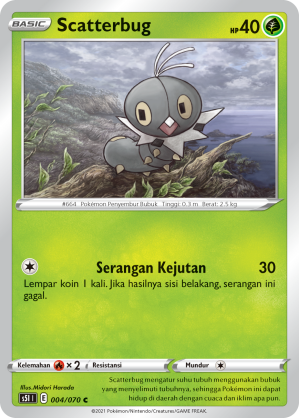 BASIC Scatterbug HP40
#664 Pokémon Penyembur Bubuk Tinggi: 0.3 m Berat: 2.5 kg
Serangan Kejutan 30
Lempar koin 1 kali. Jika hasilnya sisi belakang, serangan ini
gagal.
Kelemahan ×2 Resistansi Mundur
Illus. Midori Harada
s5I I E 004/070 C
Scatterbug mengatur suhu tubuh menggunakan bubuk
yang menyelimuti tubuhnya, sehingga Pokémon ini dapat
hidup di daerah dengan cuaca dan iklim apa pun.
©2021 Pokémon/Nintendo/Creatures/GAME FREAK.